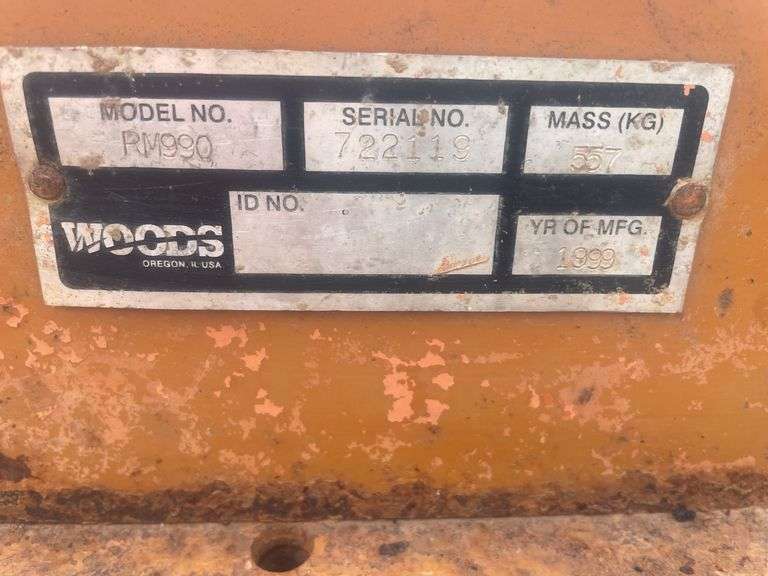 MODEL NO.
RM990
SERIAL NO.
722119
MASS (KG)
557
WOODS
OREGON, IL USA
ID NO.
YR OF MFG.
1999